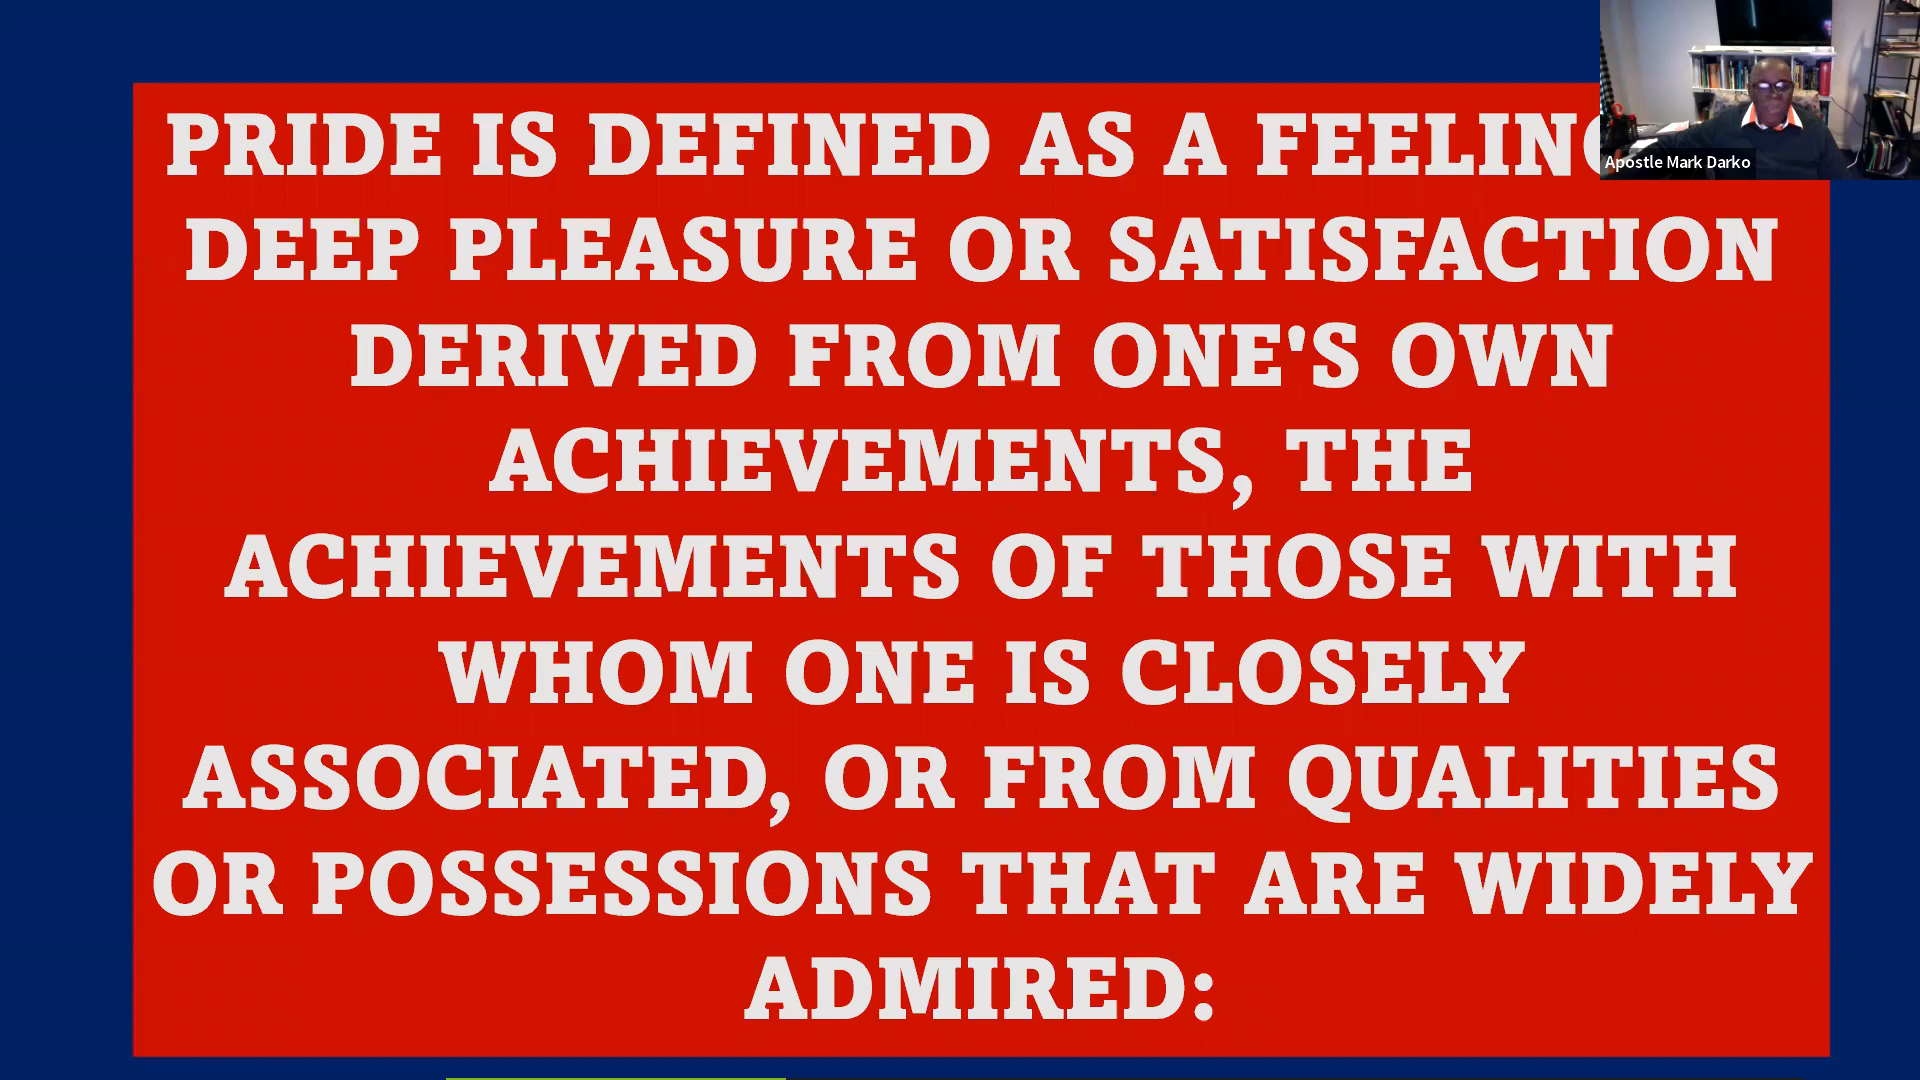 PRIDE IS DEFINED AS A FEELING
DEEP PLEASURE OR SATISFACTION
DERIVED FROM ONE'S OWN
ACHIEVEMENTS, THE
ACHIEVEMENTS OF THOSE WITH
WHOM ONE IS CLOSELY
ASSOCIATED, OR FROM QUALITIES
OR POSSESSIONS THAT ARE WIDELY
ADMIRED:
Apostle Mark Darko